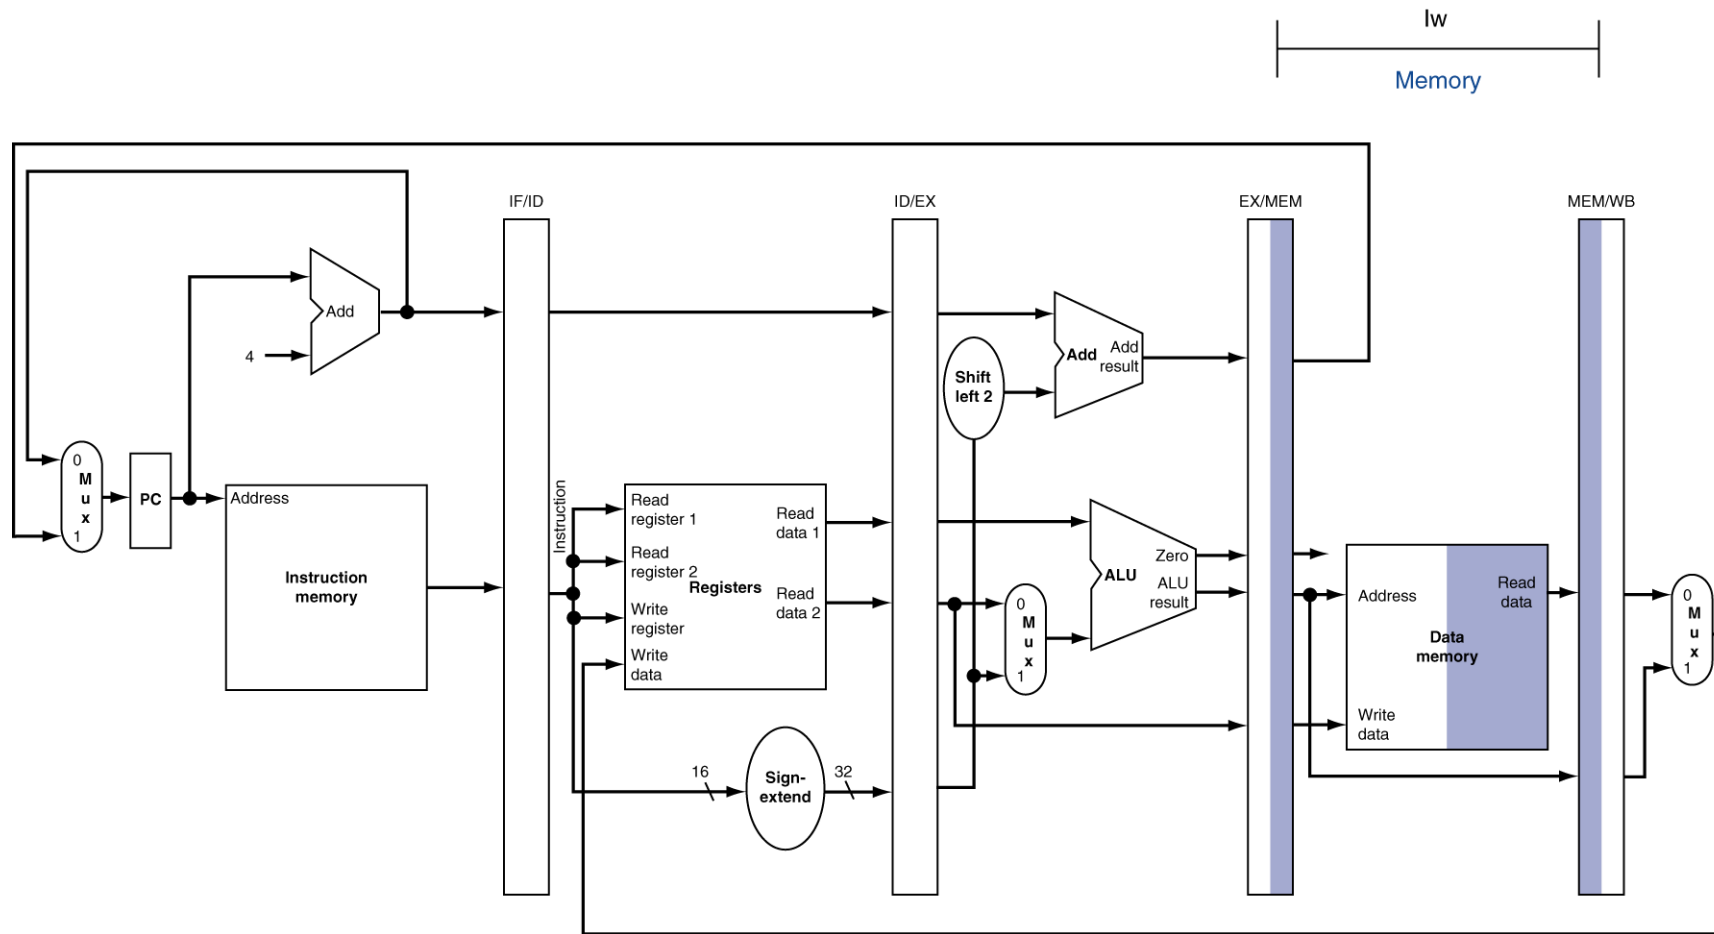 lw
Memory
IF/ID
ID/EX
EX/MEM
MEM/WB
Add
4
Add
Add
result
Shift
left 2
0
M
u
x
1
PC
Address
Instruction
memory
Instruction
Read
register 1
Read
register 2
Write
register
Write
data
Registers
Read
data 1
Read
data 2
16
Sign-
extend
32
0
M
u
x
1
Zero
ALU
ALU
result
Address
Read
data
Data
memory
Write
data
0
M
u
x
1